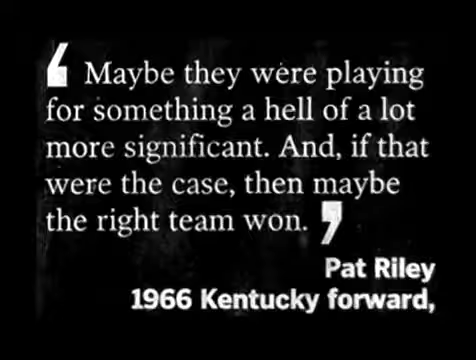 “ Maybe they were playing
for something a hell of a lot
more significant. And, if that
were the case, then maybe
the right team won. ”
Pat Riley
1966 Kentucky forward,